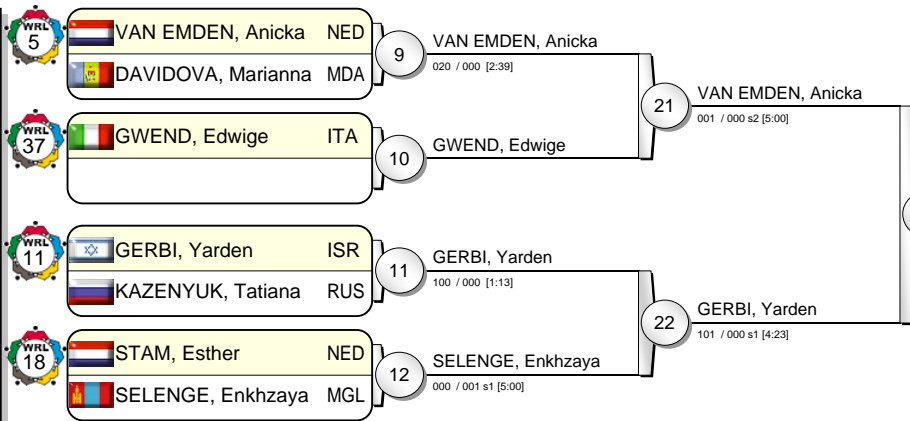 WRL
5
VAN EMDEN, Anicka NED
DAVIDOVA, Marianna MDA
9
VAN EMDEN, Anicka
020 / 000 [2:39]
WRL
37
GWEND, Edwige ITA
10
GWEND, Edwige
21
VAN EMDEN, Anicka
001 / 000 s2 [5:00]
WRL
11
GERBI, Yarden ISR
KAZENYUK, Tatiana RUS
11
GERBI, Yarden
100 / 000 [1:13]
WRL
18
STAM, Esther NED
SELENGE, Enkhzaya MGL
12
SELENGE, Enkhzaya
000 / 001 s1 [5:00]
22
GERBI, Yarden
101 / 000 s1 [4:23]